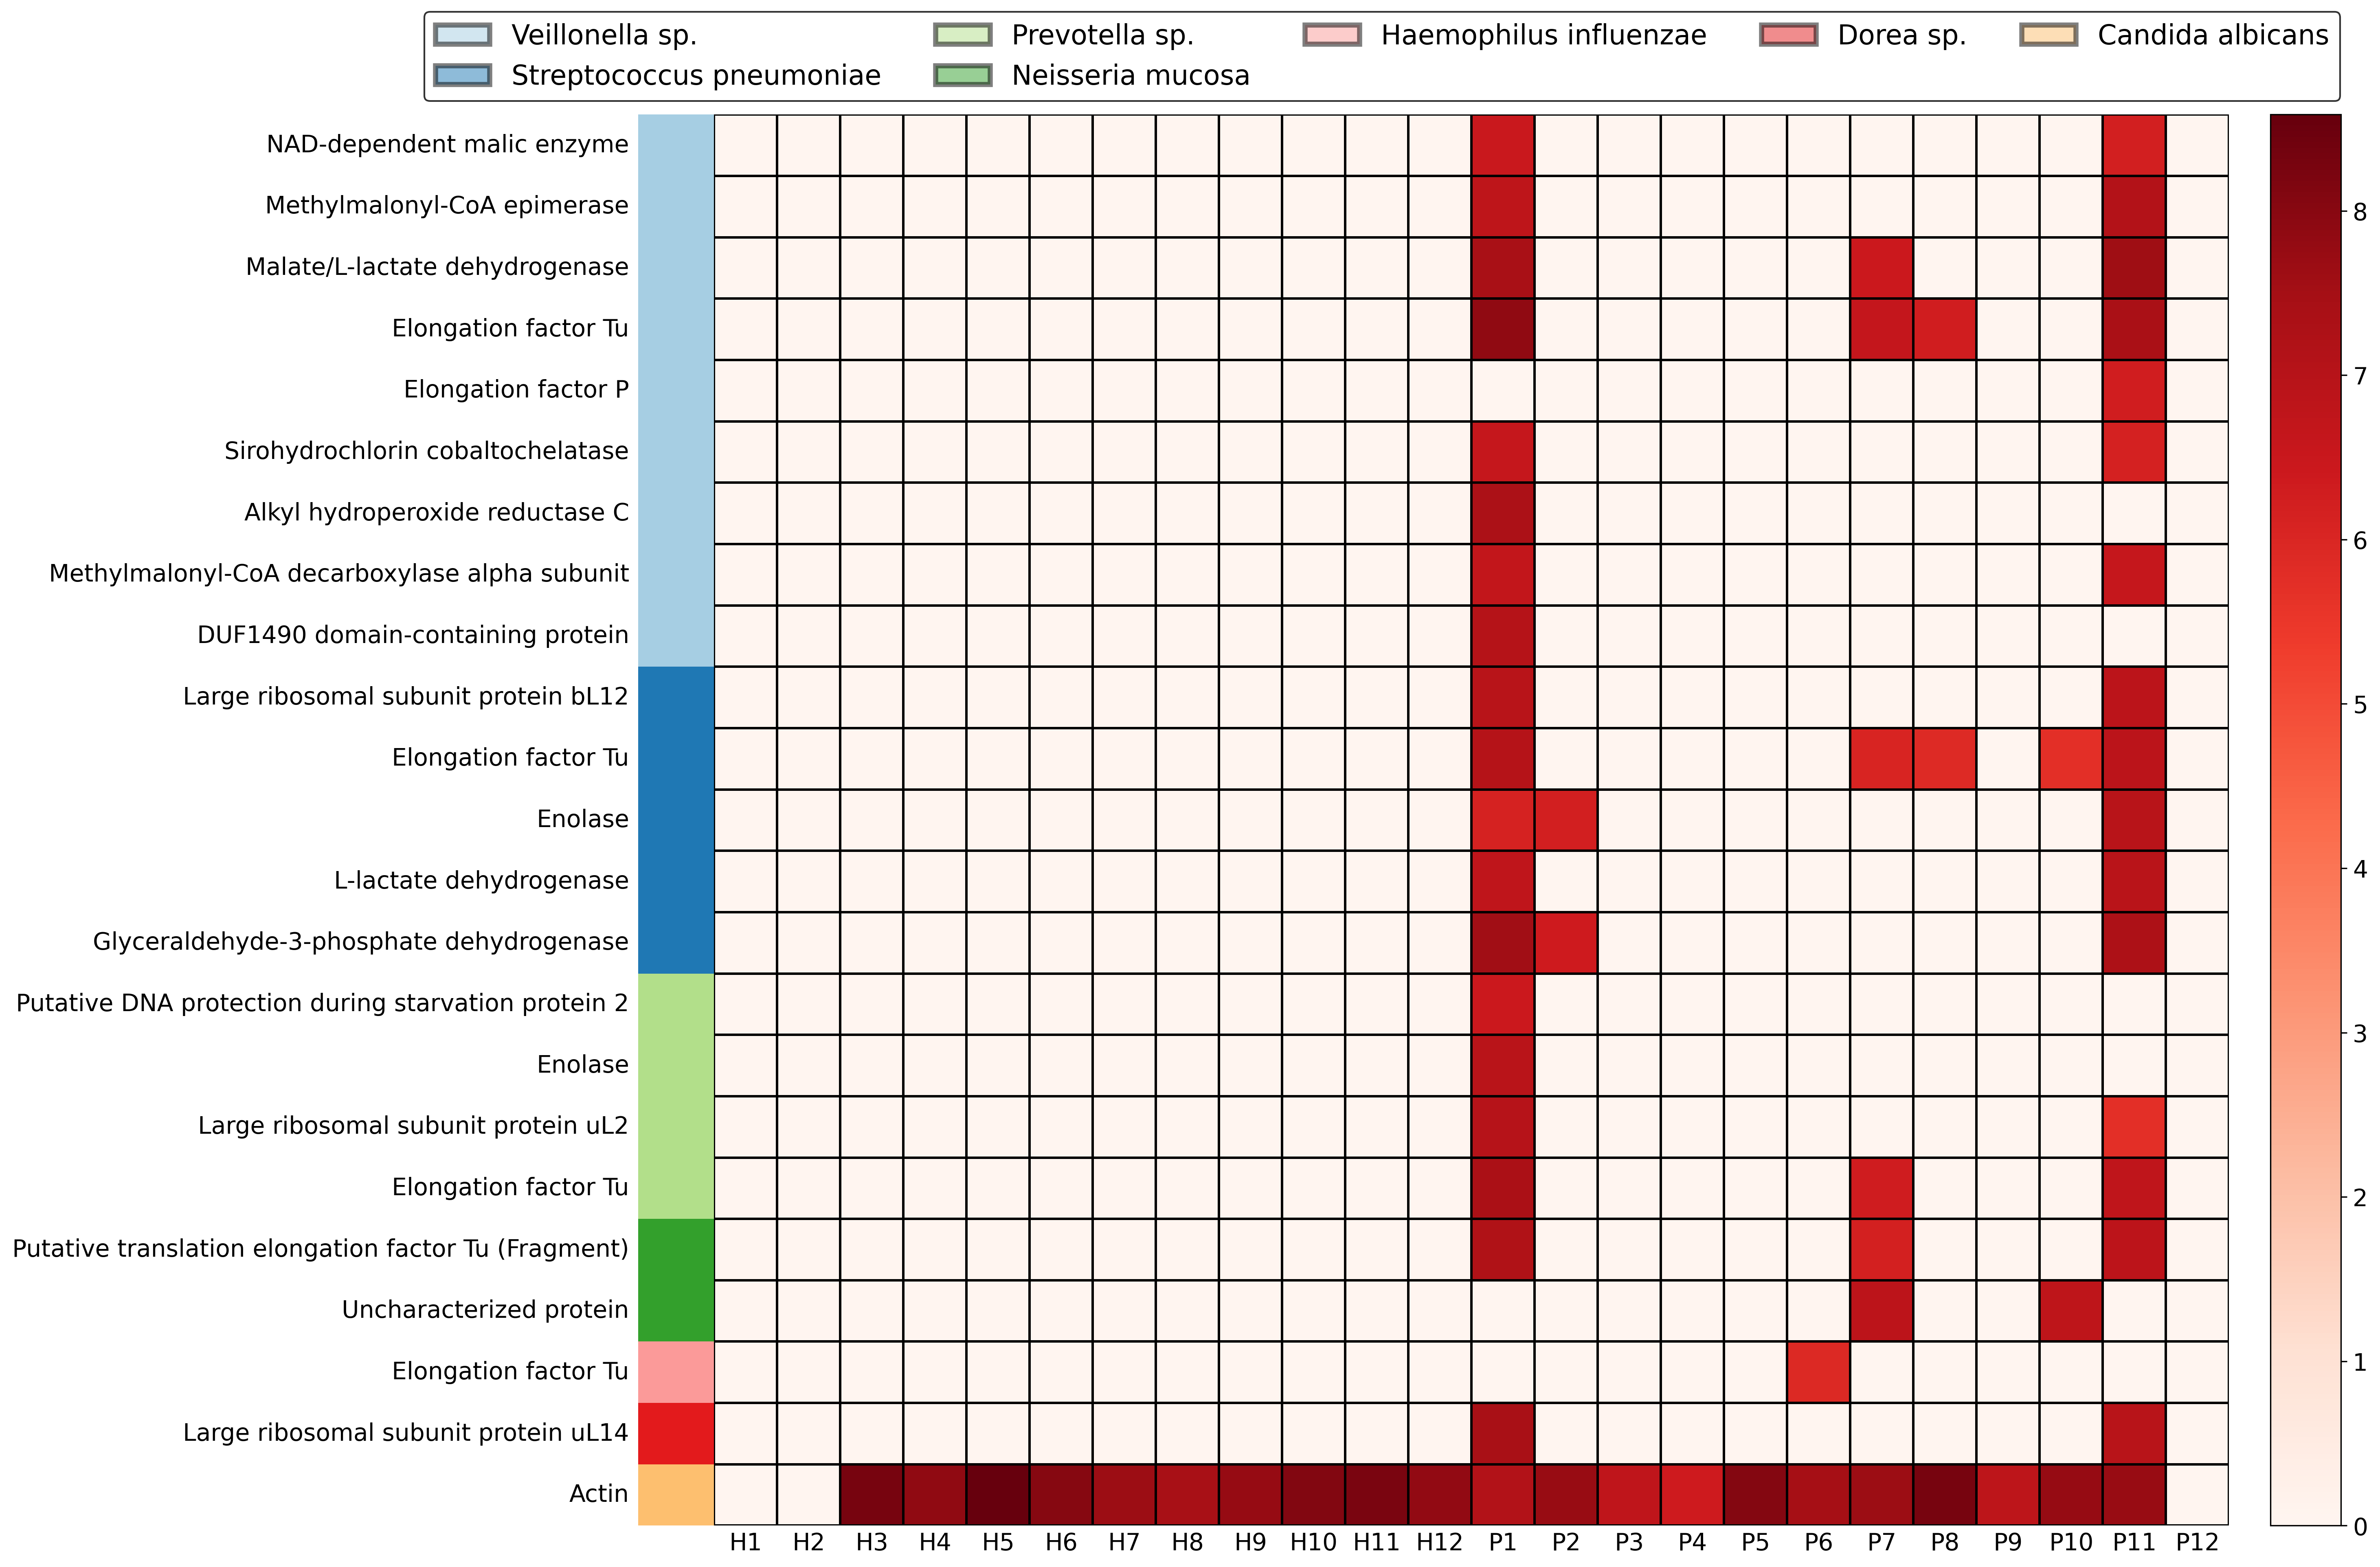 Veillonella sp.
Prevotella sp.
Haemophilus influenzae
Dorea sp.
Candida albicans
Streptococcus pneumoniae
Neisseria mucosa
NAD-dependent malic enzyme
Methylmalonyl-CoA epimerase
Malate/L-lactate dehydrogenase
Elongation factor Tu
Elongation factor P
Sirohydrochlorin cobaltochelatase
Alkyl hydroperoxide reductase C
Methylmalonyl-CoA decarboxylase alpha subunit
DUF1490 domain-containing protein
Large ribosomal subunit protein bL12
Elongation factor Tu
Enolase
L-lactate dehydrogenase
Glyceraldehyde-3-phosphate dehydrogenase
Putative DNA protection during starvation protein 2
Enolase
Large ribosomal subunit protein uL2
Elongation factor Tu
Putative translation elongation factor Tu (Fragment)
Uncharacterized protein
Elongation factor Tu
Large ribosomal subunit protein uL14
Actin
H1 H2 H3 H4 H5 H6 H7 H8 H9 H10 H11 H12 P1 P2 P3 P4 P5 P6 P7 P8 P9 P10 P11 P12
8
7
6
5
4
3
2
1
0